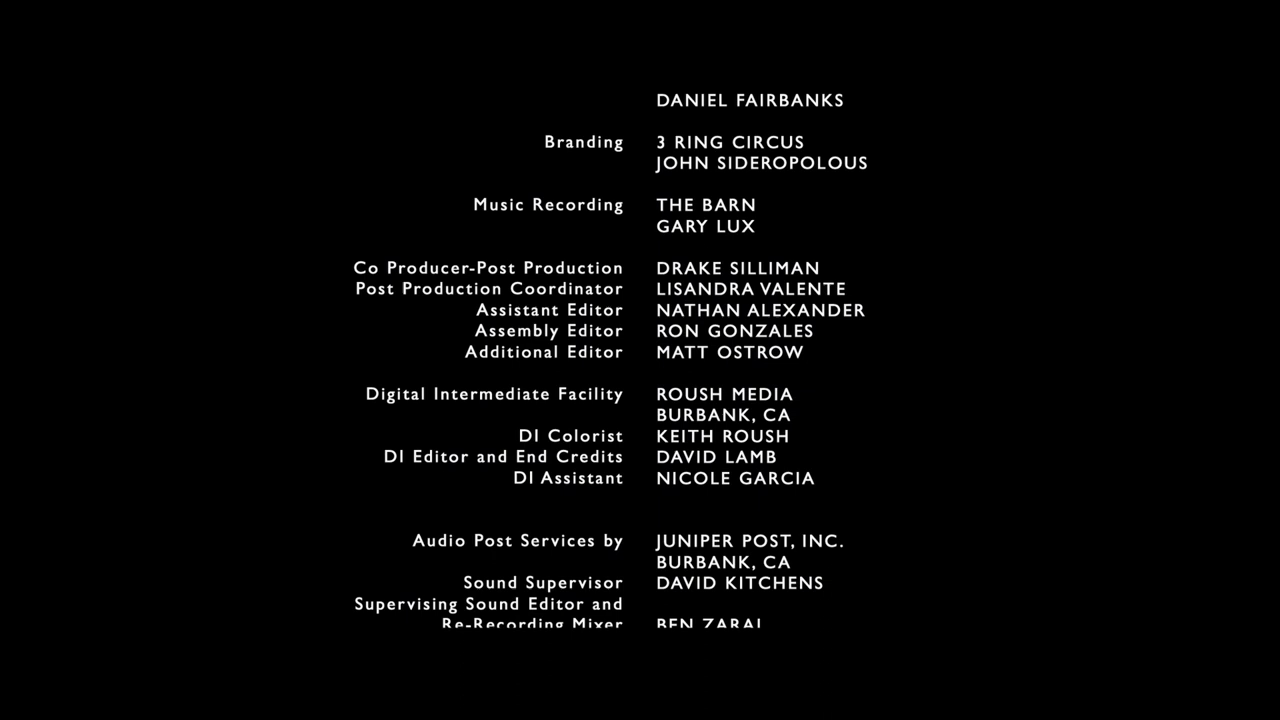 DANIEL FAIRBANKS
Branding 3 RING CIRCUS
JOHN SIDEROPOLOUS
Music Recording THE BARN
GARY LUX
Co Producer-Post Production DRAKE SILLIMAN
Post Production Coordinator LISANDRA VALENTE
Assistant Editor NATHAN ALEXANDER
Assembly Editor RON GONZALES
Additional Editor MATT OSTROW
Digital Intermediate Facility ROUSH MEDIA
BURBANK, CA
DI Colorist KEITH ROUSH
DI Editor and End Credits DAVID LAMB
DI Assistant NICOLE GARCIA
Audio Post Services by JUNIPER POST, INC.
BURBANK, CA
Sound Supervisor DAVID KITCHENS
Supervising Sound Editor and
Re-Recording Mixer BEN